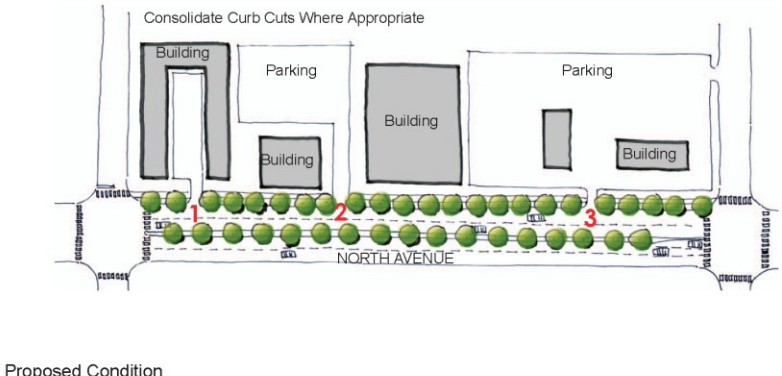 Consolidate Curb Cuts Where Appropriate
Building
Parking
Parking
Building
Building
Building
1
2
3
NORTH AVENUE
Proposed Condition